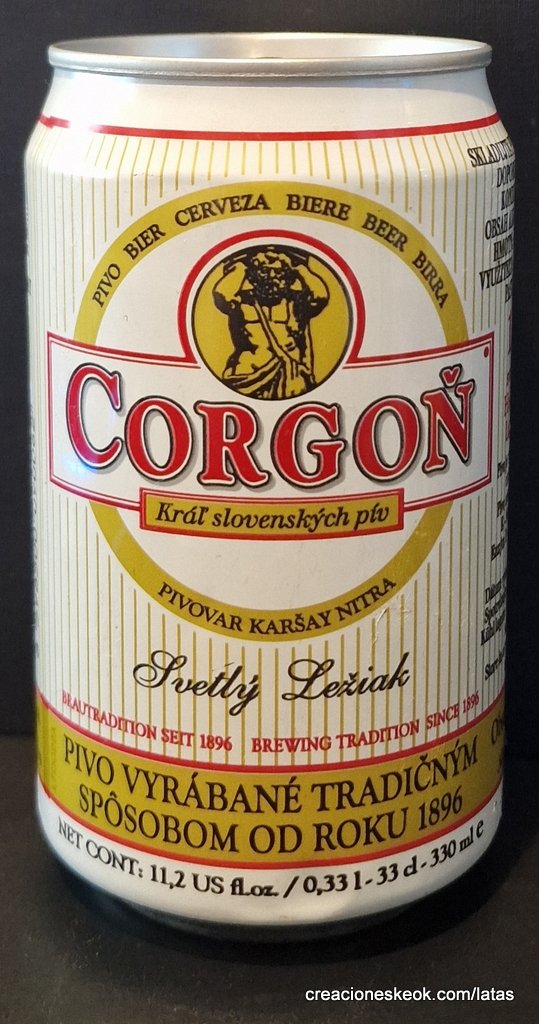 PIVO BIER CERVEZA BIERE BEER BIRRA
CORGOŇ
Kráľ slovenských pív
PIVOVAR KARŠAY NITRA
Svetlý Ležiak
BRAUTRADITION SEIT 1896 BREWING TRADITION SINCE 1896
PIVO VYRÁBANÉ TRADIČNÝM
SPÔSOBOM OD ROKU 1896
NET CONT: 11,2 US fl.oz. / 0,33 l - 33 cl - 330 ml e
creacioneskeok.com/latas